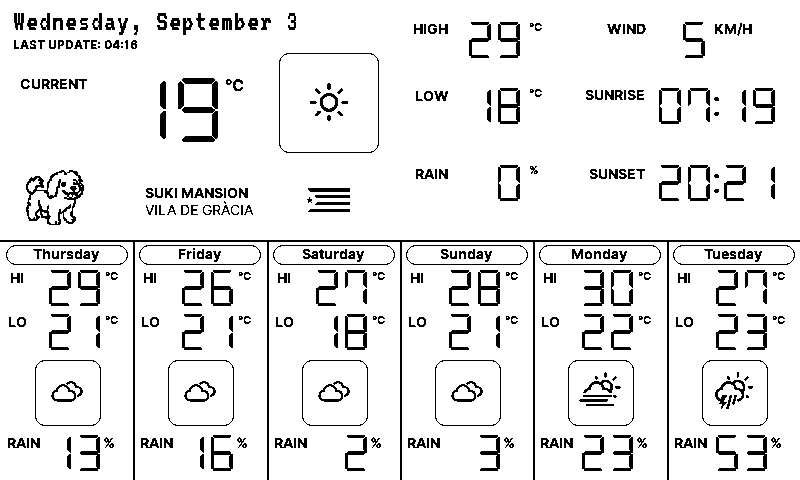 Wednesday, September 3
LAST UPDATE: 04:16
CURRENT 19 °C
SUKI MANSION
VILA DE GRÀCIA
HIGH 29 °C
LOW 18 °C
RAIN 0 %
WIND 5 KM/H
SUNRISE 07:19
SUNSET 20:21
Thursday
HI 29 °C
LO 21 °C
RAIN 13 %
Friday
HI 26 °C
LO 21 °C
RAIN 16 %
Saturday
HI 27 °C
LO 18 °C
RAIN 2 %
Sunday
HI 28 °C
LO 21 °C
RAIN 3 %
Monday
HI 30 °C
LO 22 °C
RAIN 23 %
Tuesday
HI 27 °C
LO 23 °C
RAIN 53 %